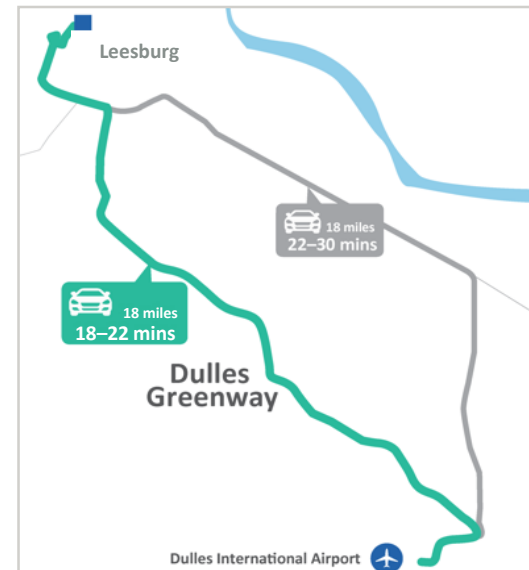 Leesburg
18 miles
22–30 mins
18 miles
18–22 mins
Dulles
Greenway
Dulles International Airport